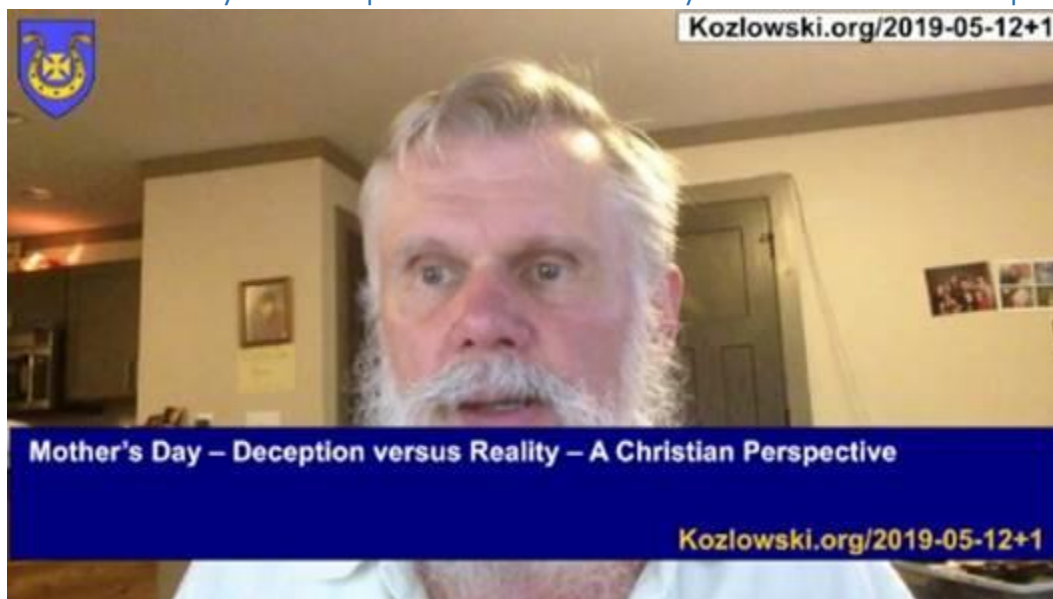 Kozlowski.org/2019-05-12+1
Mother's Day – Deception versus Reality – A Christian Perspective
Kozlowski.org/2019-05-12+1